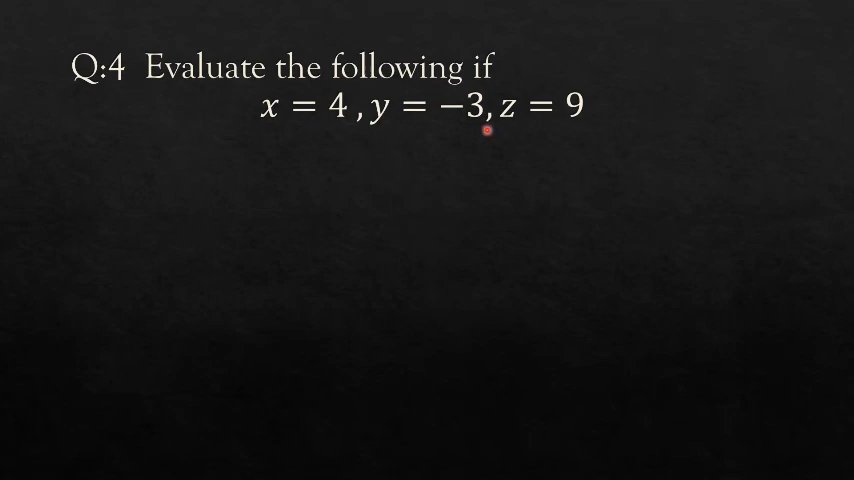 Q:4 Evaluate the following if
x = 4 , y = −3, z = 9